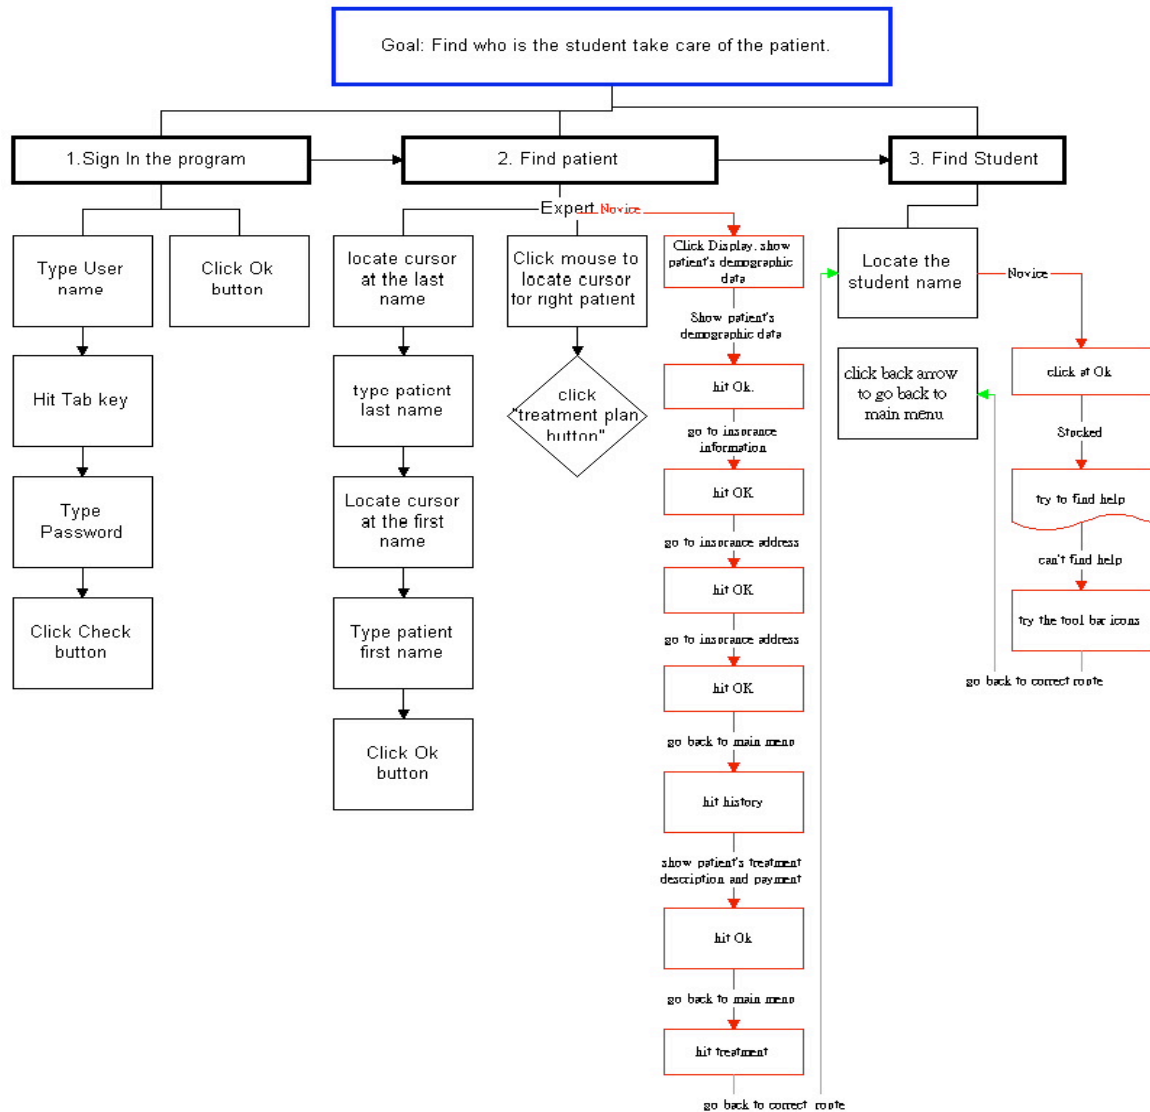 Goal: Find who is the student take care of the patient.
1.Sign In the program
2. Find patient
3. Find Student
Type User
name
Hit Tab key
Type
Password
Click Check
button
Click Ok
button
Expert
Novice
locate cursor
at the last
name
type patient
last name
Locate cursor
at the first
name
Type patient
first name
Click Ok
button
Click mouse to
locate cursor
for right patient
click
"treatment plan
button"
Click Display, show
patient's demographic
data
Show patient's
demographic data
hit Ok.
go to insurance
information
hit OK
go to insurance address
hit OK
go to insurance address
hit OK
go back to main menu
hit history
show patient's treatment
description and payment
hit Ok
go back to main menu
hit treatment
go back to correct route
Locate the
student name
Novice
click back arrow
to go back to
main menu
click at Ok
Stocked
try to find help
can't find help
try the tool bar icons
go back to correct route